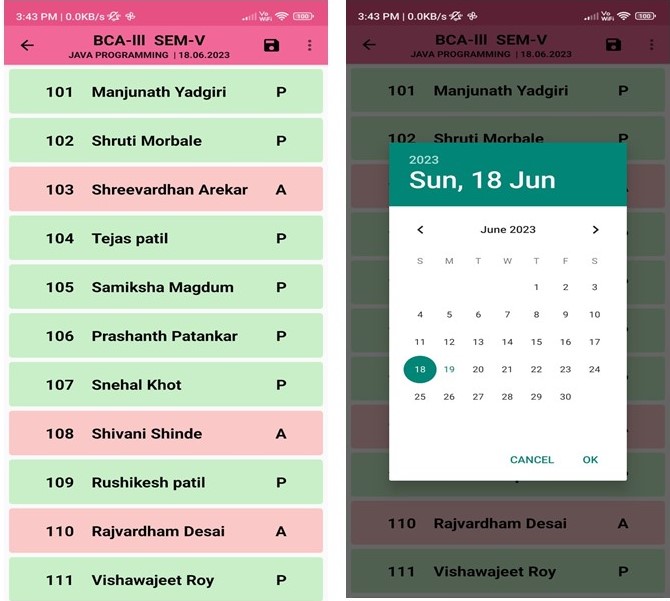 3:43 PM | 0.0KB/s Vo WiFi 100
BCA-III SEM-V
JAVA PROGRAMMING | 18.06.2023
101 Manjunath Yadgiri P
102 Shruti Morbale P
103 Shreevardhan Arekar A
104 Tejas patil P
105 Samiksha Magdum P
106 Prashanth Patankar P
107 Snehal Khot P
108 Shivani Shinde A
109 Rushikesh patil P
110 Rajvardham Desai A
111 Vishawajeet Roy P
3:43 PM | 0.0KB/s Vo WiFi 100
BCA-III SEM-V
JAVA PROGRAMMING | 18.06.2023
101 Manjunath Yadgiri P
102 Shruti Morbale P
2023
Sun, 18 Jun
June 2023
S M T W T F S
1 2 3
4 5 6 7 8 9 10
11 12 13 14 15 16 17
18 19 20 21 22 23 24
25 26 27 28 29 30
CANCEL OK
110 Rajvardham Desai A
111 Vishawajeet Roy P